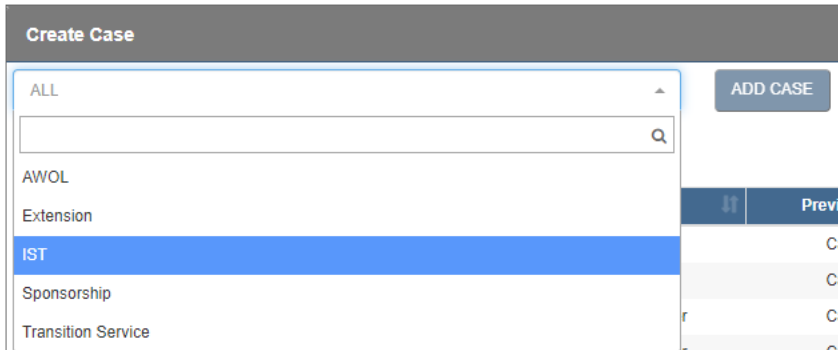 Create Case
ALL
ADD CASE
AWOL
Extension
IST
Sponsorship
Transition Service